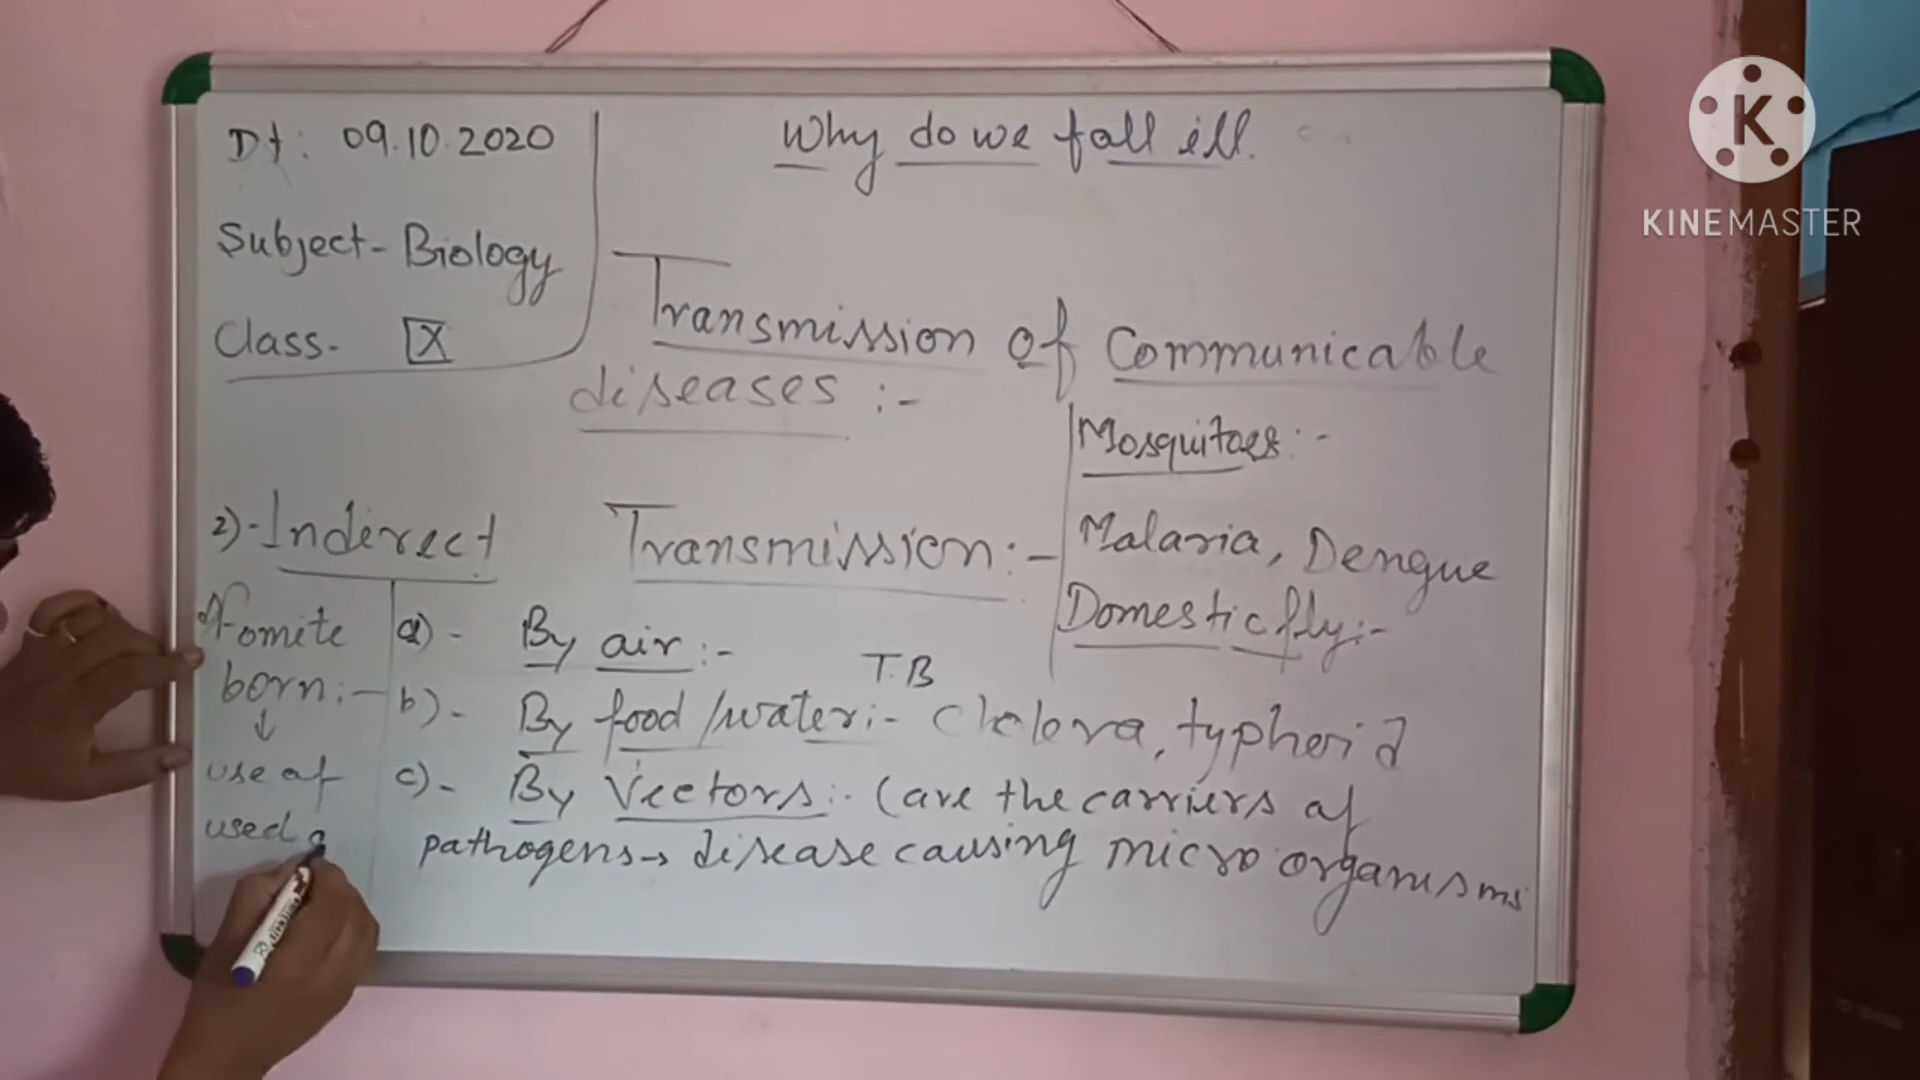 Dt: 09.10.2020
Subject- Biology
Class- X
Why do we fall ill.
Transmission of Communicable
diseases :-
Mosquitoes :-
Malaria, Dengue
Domestic fly:-
2)- Inderect Transmission:-
a)- By air :-
T.B
b)- By food/water:- Cholera, typhoid
c)- By Vectors:- (are the carriers of
pathogens→ disease causing micro organisms
d) fomite
born:-
↓
use of
used
K
KINEMASTER